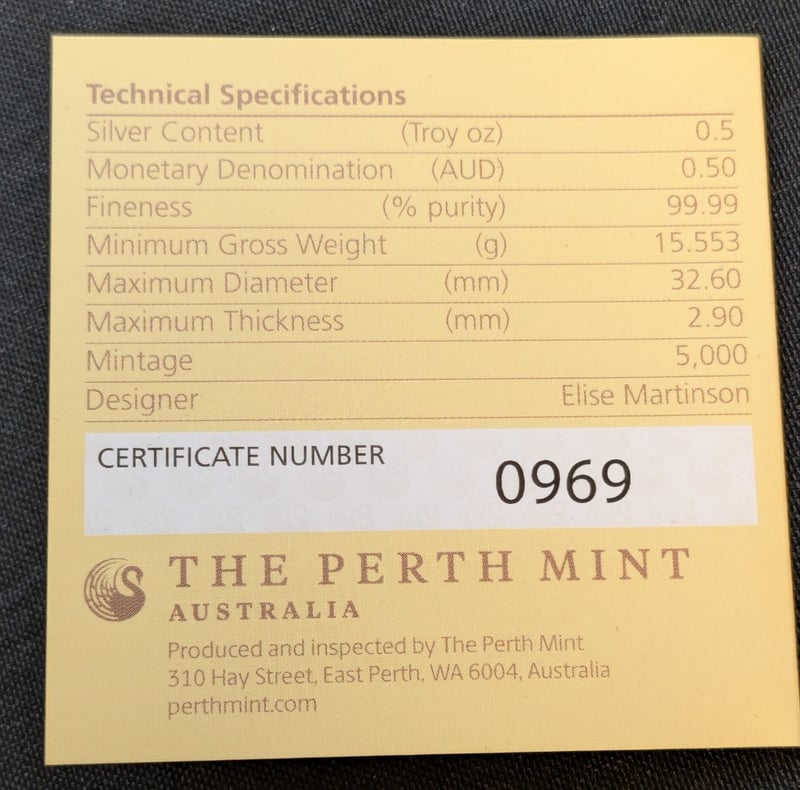 Technical Specifications
Silver Content (Troy oz) 0.5
Monetary Denomination (AUD) 0.50
Fineness (% purity) 99.99
Minimum Gross Weight (g) 15.553
Maximum Diameter (mm) 32.60
Maximum Thickness (mm) 2.90
Mintage 5,000
Designer Elise Martinson
CERTIFICATE NUMBER 0969
THE PERTH MINT
AUSTRALIA
Produced and inspected by The Perth Mint
310 Hay Street, East Perth, WA 6004, Australia
perthmint.com